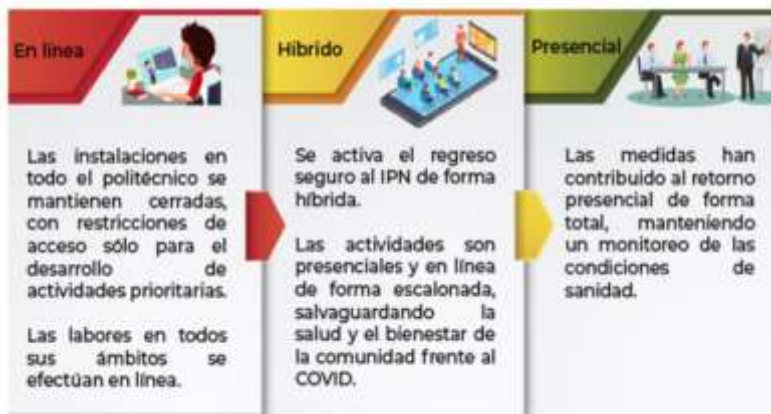 En línea
Las instalaciones en
todo el politécnico se
mantienen cerradas,
con restricciones de
acceso sólo para el
desarrollo de
actividades prioritarias.
Las labores en todos
sus ámbitos se
efectúan en línea.
Híbrido
Se activa el regreso
seguro al IPN de forma
híbrida.
Las actividades son
presenciales y en línea
de forma escalonada,
salvaguardando la
salud y el bienestar de
la comunidad frente al
COVID.
Presencial
Las medidas han
contribuido al retorno
presencial de forma
total, manteniendo
un monitoreo de las
condiciones de
sanidad.